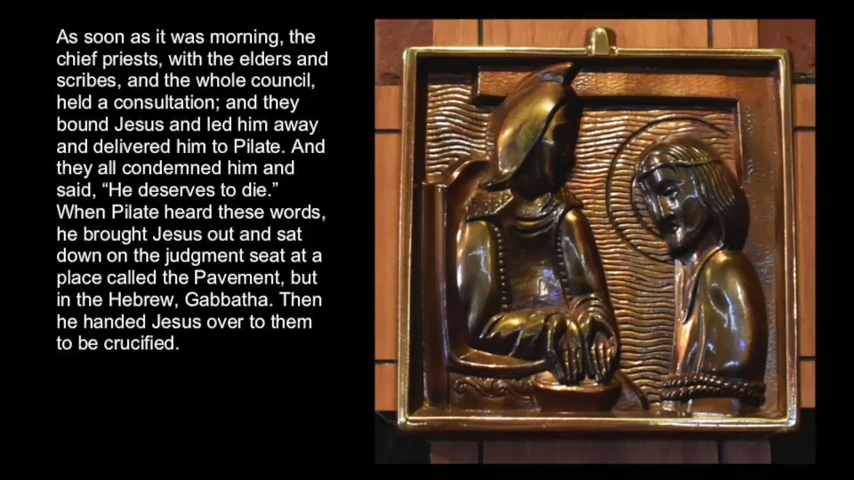 As soon as it was morning, the
chief priests, with the elders and
scribes, and the whole council,
held a consultation; and they
bound Jesus and led him away
and delivered him to Pilate. And
they all condemned him and
said, “He deserves to die.”
When Pilate heard these words,
he brought Jesus out and sat
down on the judgment seat at a
place called the Pavement, but
in the Hebrew, Gabbatha. Then
he handed Jesus over to them
to be crucified.